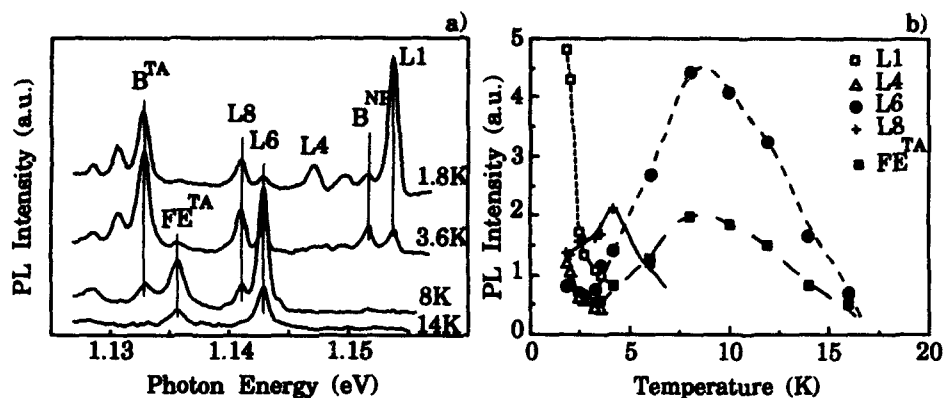 a)
B^TA
L8
L6
L4
B^NP
L1
FE^TA
1.8K
3.6K
8K
14K
PL Intensity (a.u.)
1.13 1.14 1.15
Photon Energy (eV)
b)
L1
L4
L6
L8
FE^TA
PL Intensity (a.u.)
5
4
3
2
1
0
0 5 10 15 20
Temperature (K)